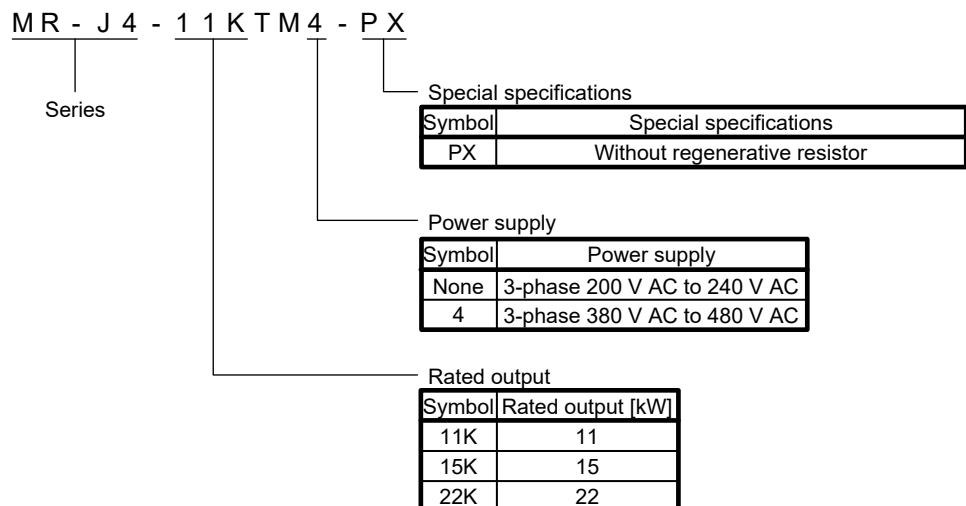 MR-J4-11KTM4-PX
Series
Special specifications
Symbol Special specifications
PX Without regenerative resistor
Power supply
Symbol Power supply
None 3-phase 200 V AC to 240 V AC
4 3-phase 380 V AC to 480 V AC
Rated output
Symbol Rated output [kW]
11K 11
15K 15
22K 22